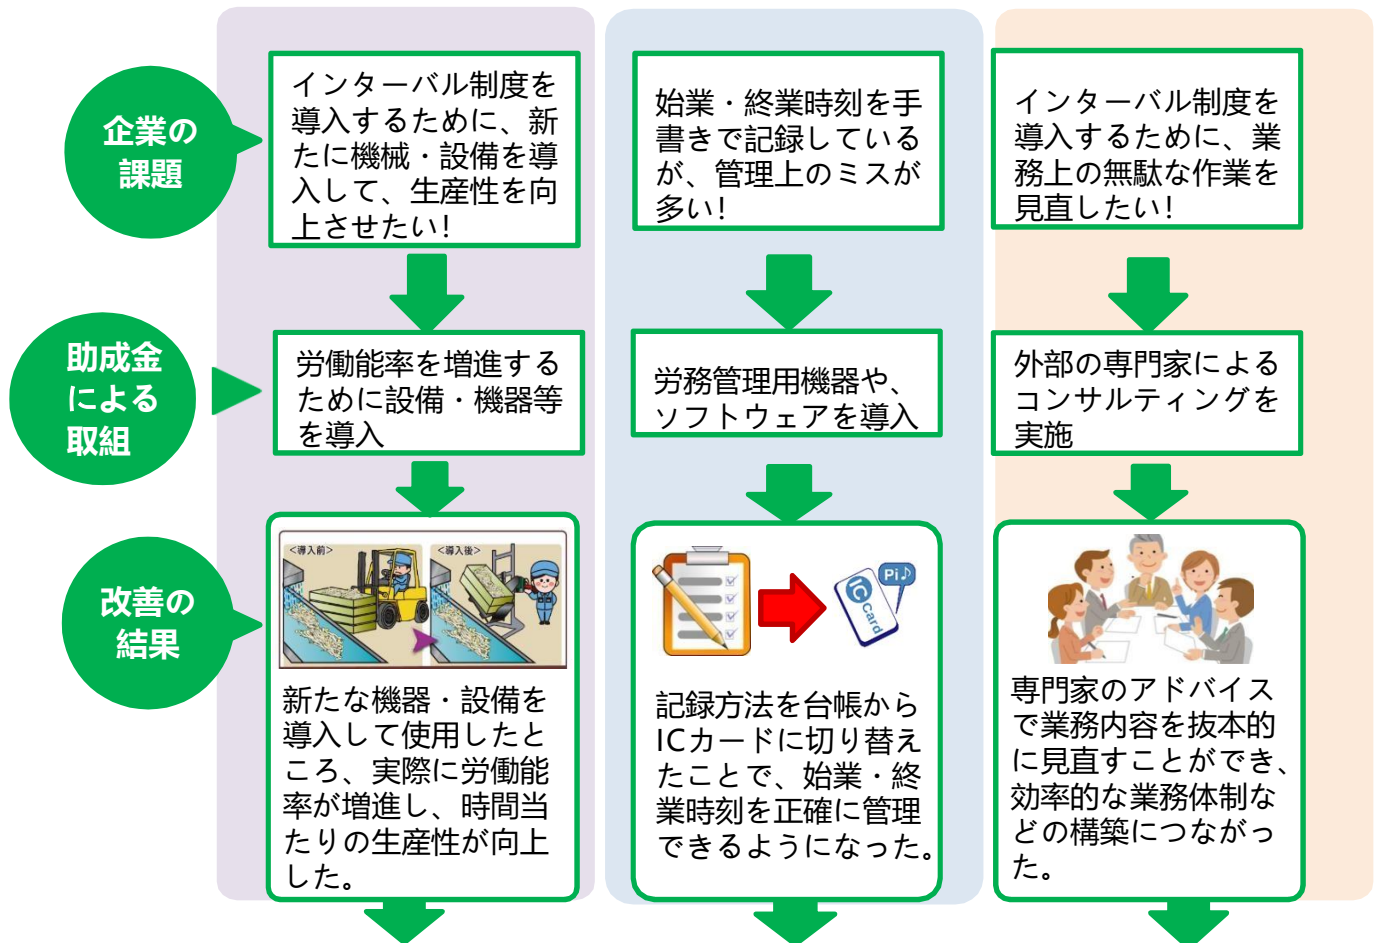 企業の
課題
インターバル制度を
導入するために、新
たに機械・設備を導
入して、生産性を向
上させたい！
始業・終業時刻を手
書きで記録している
が、管理上のミスが
多い！
インターバル制度を
導入するために、業
務上の無駄な作業を
見直したい！
助成金
による
取組
労働能率を増進する
ために設備・機器等
を導入
労務管理用機器や、
ソフトウェアを導入
外部の専門家による
コンサルティングを
実施
改善の
結果
<導入前>
<導入後>
新たな機器・設備を
導入して使用したと
ころ、実際に労働能
率が増進し、時間当
たりの生産性が向上
した。
Pi♪
IC
Card
記録方法を台帳から
ICカードに切り替え
たことで、始業・終
業時刻を正確に管理
できるようになった。
専門家のアドバイス
で業務内容を抜本的
に見直すことができ、
効率的な業務体制な
どの構築につながっ
た。